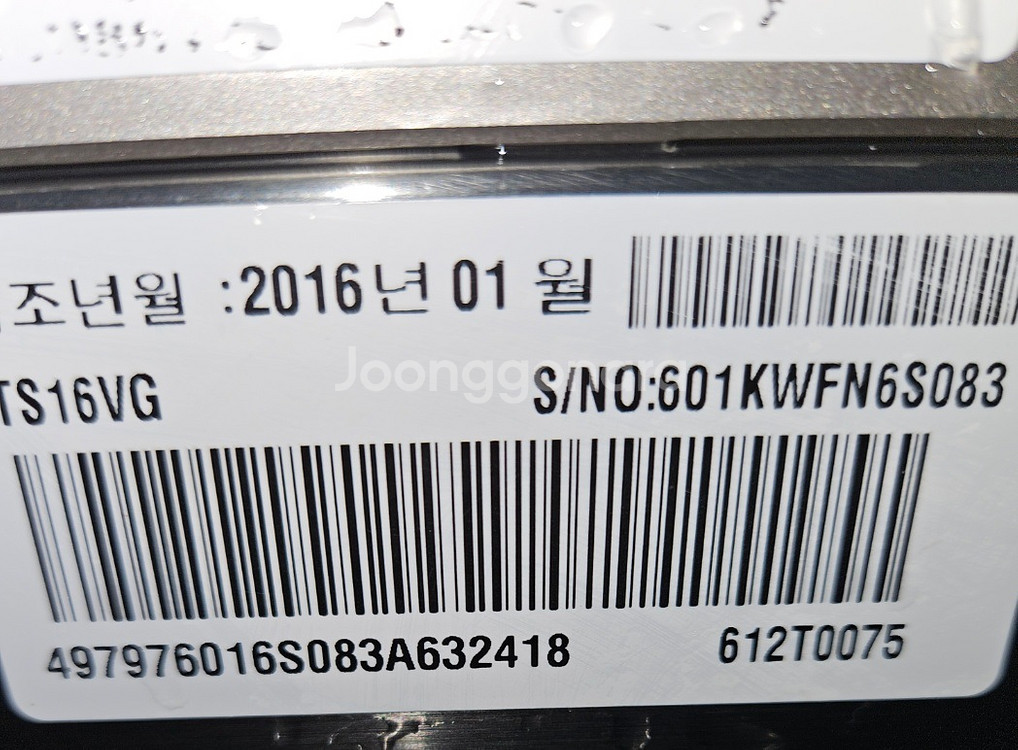 조년월 :2016년 01 월
TS16VG S/NO:601KWFN6S083
Joonggonara
497976016S083A632418 612T0075